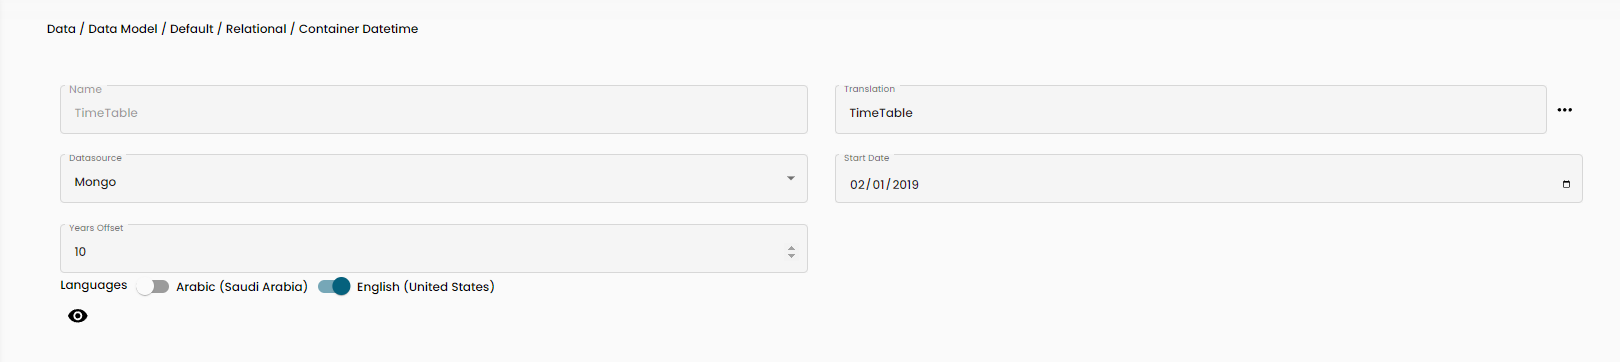 Data / Data Model / Default / Relational / Container Datetime
Name
TimeTable
Translation
TimeTable
Datasource
Mongo
Start Date
02/01/2019
Years Offset
10
Languages Arabic (Saudi Arabia) English (United States)